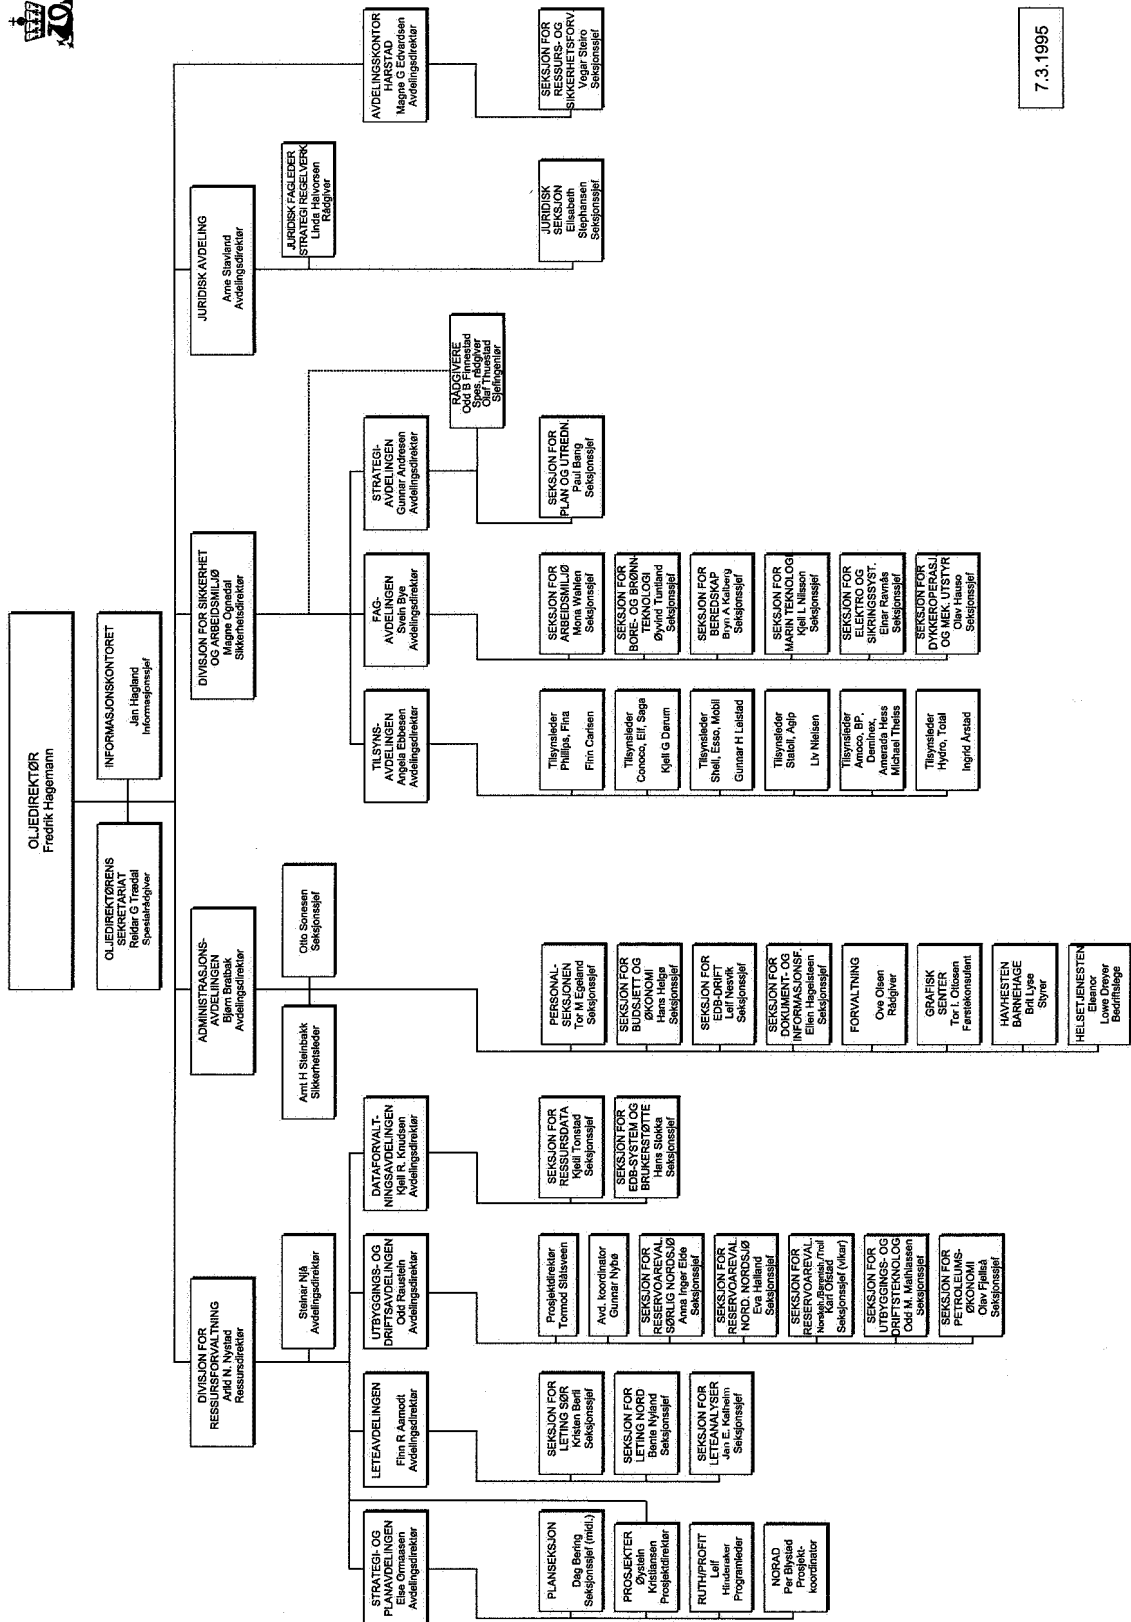 OLJEDIREKTØR
Fredrik Hagemann
OLJEDIREKTØRENS
SEKRETARIAT
Reidar G Trædal
Spesialrådgiver
INFORMASJONSKONTORET
Jan Hagland
Informasjonssjef
DIVISJON FOR
RESSURSFORVALTNING
Arild N. Nystad
Ressursdirektør
ADMINISTRASJONS-
AVDELIINGEN
Bjørn Bratbak
Avdelingsdirektør
DIVISJON FOR SIKKERHET
OG ARBEIDSMILJØ
Magne Ognedal
Sikkerhetsdirektør
JURIDISK AVDELING
Arne Stavland
Avdelingsdirektør
Steinar Njå
Avdelingsdirektør
Arnt H Steinbakk
Sikkerhetsleder
Otto Sonesen
Seksjonssjef
JURIDISK FAGLEDER
STRATEGI REGELVERK
Linda Halvorsen
Rådgiver
STRATEGI- OG
PLANAVDELINGEN
Else Ormaasen
Avdelingsdirektør
LETEAVDELINGEN
Finn R Aamodt
Avdelingsdirektør
UTBYGGINGS- OG
DRIFTSAVDELINGEN
Odd Raustein
Avdelingsdirektør
DATAFORVALT-
NINGSAVDELINGEN
Kjell R. Knudsen
Avdelingsdirektør
TILSYNS-
AVDELINGEN
Angela Ebbesen
Avdelingsdirektør
FAG-
AVDELINGEN
Svein Bye
Avdelingsdirektør
STRATEGI-
AVDELINGEN
Gunnar Andresen
Avdelingsdirektør
RÅDGIVERE
Odd B Finnestad
Spes. rådgiver
Olaf Thuestad
Sjefingeniør
AVDELINGSKONTOR
HARSTAD
Magne G Edvardsen
Avdelingsdirektør
PLANSEKSJON
Dag Bering
Seksjonssjef (midl.)
PROSJEKTER
Øystein
Kristiansen
Prosjektdirektør
RUTH/PROFIT
Leif
Hinderaker
Programleder
NORAD
Per Blystad
Prosjekt-
koordinator
SEKSJON FOR
LETING SØR
Kristen Beril
Seksjonssjef
SEKSJON FOR
LETING NORD
Bente Nyland
Seksjonssjef
SEKSJON FOR
LETEANALYSER
Jan E. Kalheim
Seksjonssjef
Prosjektdirektør
Tormod Slåtsveen
Avd. koordinator
Gunnar Nybø
SEKSJON FOR
RESERVOAREVAL.
SØRLIG NORDSJØ
Anna Inger Eide
Seksjonssjef
SEKSJON FOR
RESERVOAREVAL.
NORD. NORDSJØ
Eva Halland
Seksjonssjef
SEKSJON FOR
RESERVOAREVAL.
Norskeh./Barentsh./Troll
Karl Ofstad
Seksjonssjef (vikar)
SEKSJON FOR
UTBYGGINGS- OG
DRIFTSTEKNOLOG
Odd M. Mathiassen
Seksjonssjef
SEKSJON FOR
PETROLEUMS-
ØKONOMI
Olav Fjellså
Seksjonssjef
SEKSJON FOR
RESSURSDATA
Kjetil Tonstad
Seksjonssjef
SEKSJON FOR
EDB-SYSTEM OG
BRUKERSTØTTE
Hans Stokka
Seksjonssjef
PERSONAL-
SEKSJONEN
Tor M Egeland
Seksjonssjef
SEKSJON FOR
BUDSJETT OG
ØKONOMI
Hans Helgø
Seksjonssjef
SEKSJON FOR
EDB-DRIFT
Leif Nesvik
Seksjonssjef
SEKSJON FOR
DOKUMENT- OG
INFORMASJONSF.
Ellen Hagelsteen
Seksjonssjef
FORVALTNING
Ove Olsen
Rådgiver
GRAFISK
SENTER
Tor I. Ottosen
Førstekonsulent
HAVHESTEN
BARNEHAGE
Brit Lyse
Styrer
HELSETJENESTEN
Eleanor
Lowe Dreyer
Bedriftslege
Tilsynsleder
Phillips, Fina
Finn Carlsen
Tilsynsleder
Conoco, Elf, Saga
Kjell G Dørum
Tilsynsleder
Shell, Esso, Mobil
Gunnar H Leistad
Tilsynsleder
Statoil, Agip
Liv Nielsen
Tilsynsleder
Amoco, BP,
Deminex,
Amerada Hess
Michael Theiss
Tilsynsleder
Hydro, Total
Ingrid Årstad
SEKSJON FOR
ARBEIDSMILJØ
Mona Wahlen
Seksjonssjef
SEKSJON FOR
BORE- OG BRØNN-
TEKNOLOGI
Øyvind Tuntland
Seksjonssjef
SEKSJON FOR
BEREDSKAP
Bryn A Kalberg
Seksjonssjef
SEKSJON FOR
MARIN TEKNOLOGI
Kjell L Nilsson
Seksjonssjef
SEKSJON FOR
ELEKTRO OG
SIKRINGSSYST.
Einar Ravnås
Seksjonssjef
SEKSJON FOR
DYKKEROPERASJ.
OG MEK. UTSTYR
Olav Hauso
Seksjonssjef
SEKSJON FOR
PLAN OG UTREDN.
Paul Bang
Seksjonssjef
JURIDISK
SEKSJON
Elisabeth
Stephansen
Seksjonssjef
SEKSJON FOR
RESSURS- OG
SIKKERHETSFORV.
Vegar Steiro
Seksjonssjef
7.3.1995